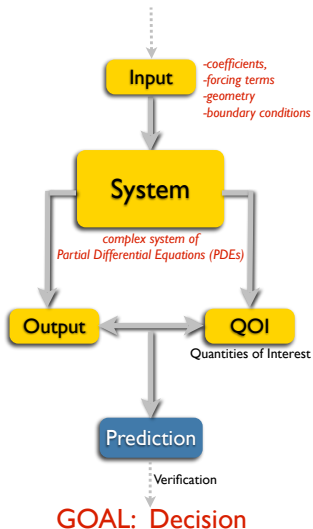 Input
-coefficients,
-forcing terms
-geometry
-boundary conditions
System
complex system of
Partial Differential Equations (PDEs)
Output
QOI
Quantities of Interest
Prediction
Verification
GOAL: Decision